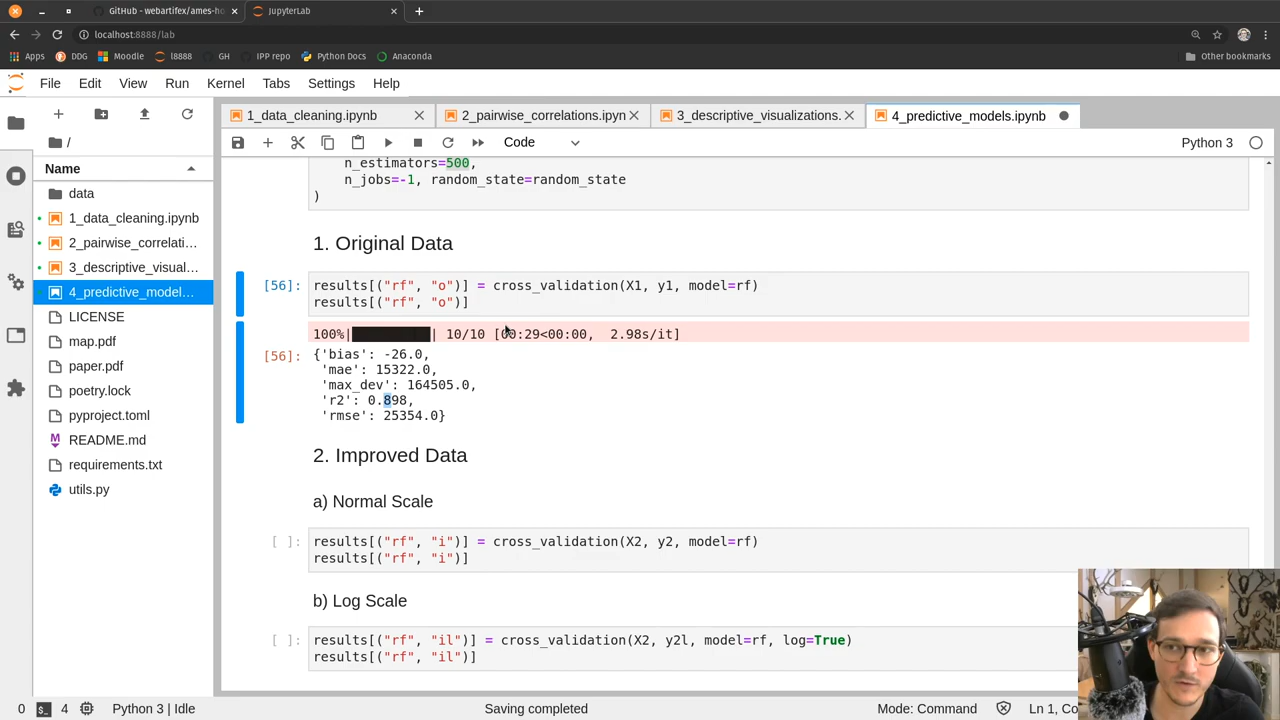 GitHub - webartifex/ames-ho
JupyterLab
localhost:8888/lab
Apps
DDG
Moodle
l8888
GH
IPP repo
Python Docs
Anaconda
Other bookmarks
File Edit View Run Kernel Tabs Settings Help
1_data_cleaning.ipynb
2_pairwise_correlations.ipyn
3_descriptive_visualizations.
4_predictive_models.ipynb
Code
Python 3
/
Name
data
1_data_cleaning.ipynb
2_pairwise_correlati…
3_descriptive_visual…
4_predictive_model…
LICENSE
map.pdf
paper.pdf
poetry.lock
pyproject.toml
README.md
requirements.txt
utils.py
n_estimators=500,
n_jobs=-1, random_state=random_state
)
1. Original Data
[56]:
results[("rf", "o")] = cross_validation(X1, y1, model=rf)
results[("rf", "o")]
100%| | 10/10 [00:29<00:00, 2.98s/it]
[56]:
{'bias': -26.0,
'mae': 15322.0,
'max_dev': 164505.0,
'r2': 0.898,
'rmse': 25354.0}
2. Improved Data
a) Normal Scale
[ ]:
results[("rf", "i")] = cross_validation(X2, y2, model=rf)
results[("rf", "i")]
b) Log Scale
[ ]:
results[("rf", "il")] = cross_validation(X2, y2l, model=rf, log=True)
results[("rf", "il")]
0
4
Python 3 | Idle
Saving completed
Mode: Command
Ln 1, Co